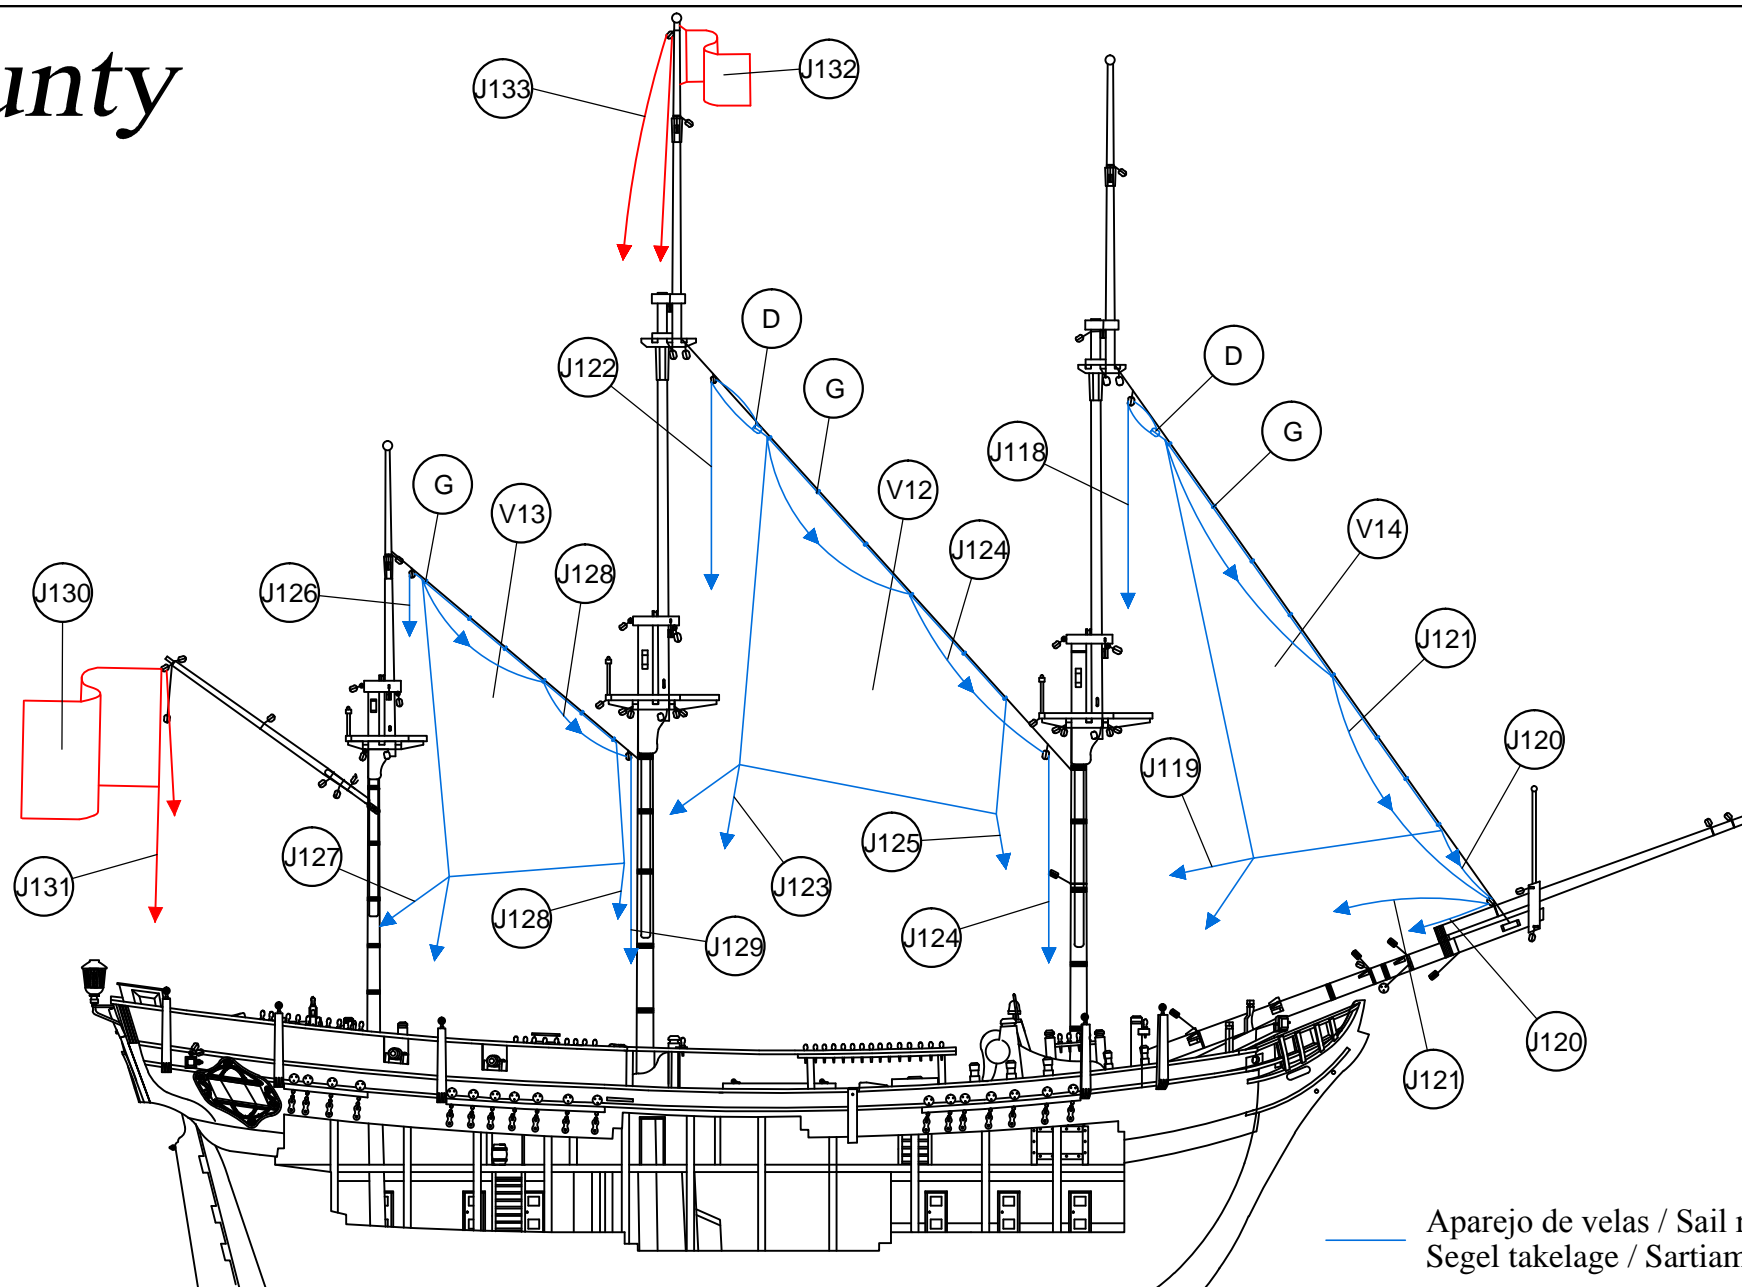 unty
J133
J132
D
J122
G
D
G
J118
G
V13
V12
V14
J124
J128
J126
J130
J121
J120
J119
J127
J125
J131
J123
J128
J129
J124
J120
J121
Aparejo de velas / Sail
Segel takelage / Sartiam